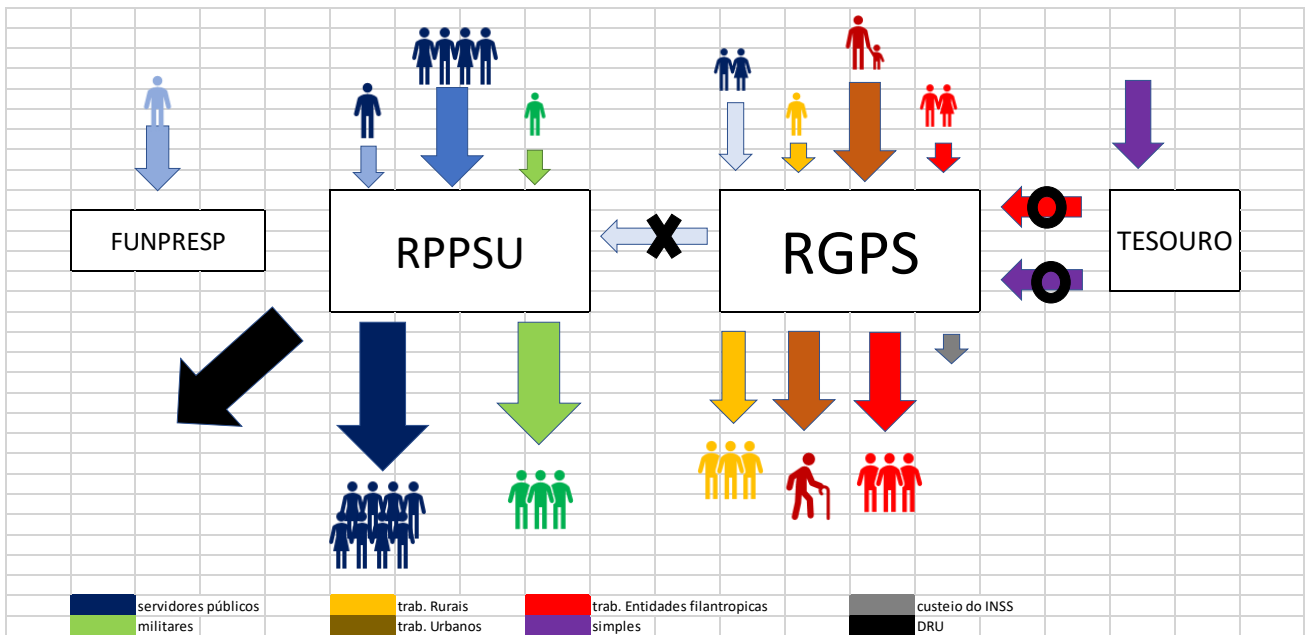 FUNPRESP
RPPSU
RGPS
TESOURO
X
O
O
servidores públicos
trab. Rurais
trab. Entidades filantropicas
custeio do INSS
militares
trab. Urbanos
simples
DRU